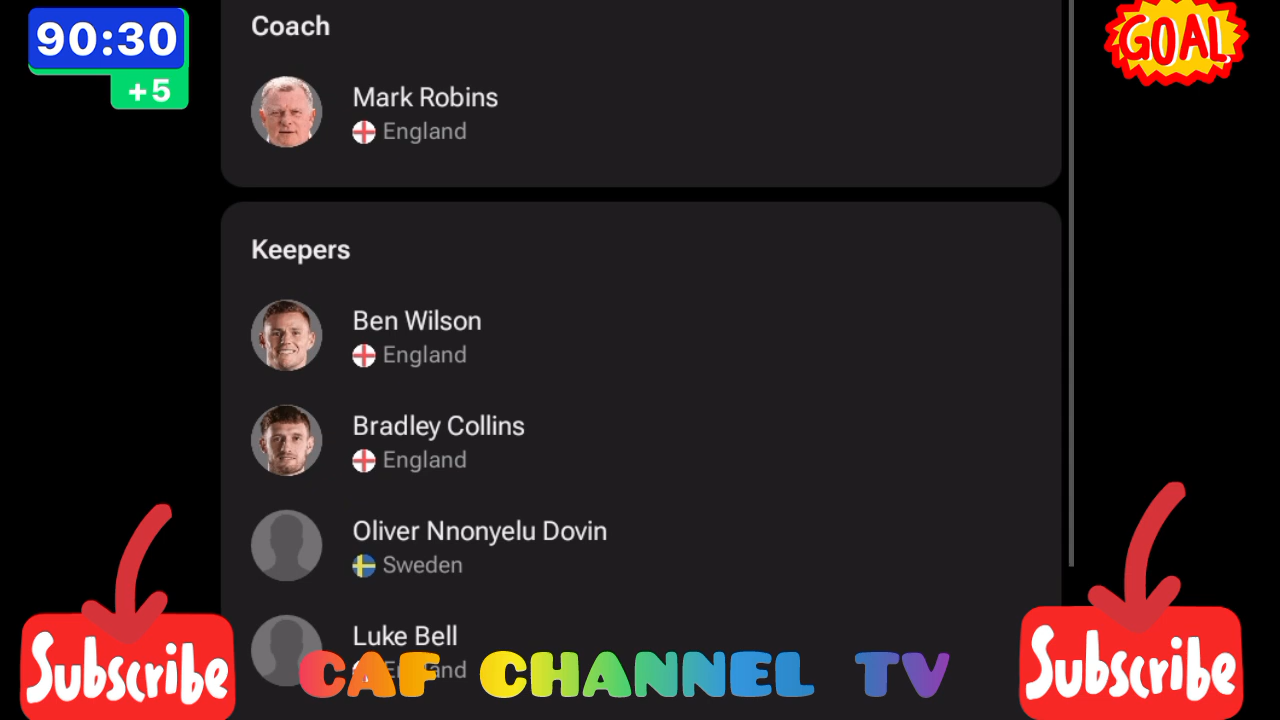 90:30
+5
GOAL
Coach
Mark Robins
England
Keepers
Ben Wilson
England
Bradley Collins
England
Oliver Nnonyelu Dovin
Sweden
Luke Bell
England
Subscribe
CAF CHANNEL TV
Subscribe